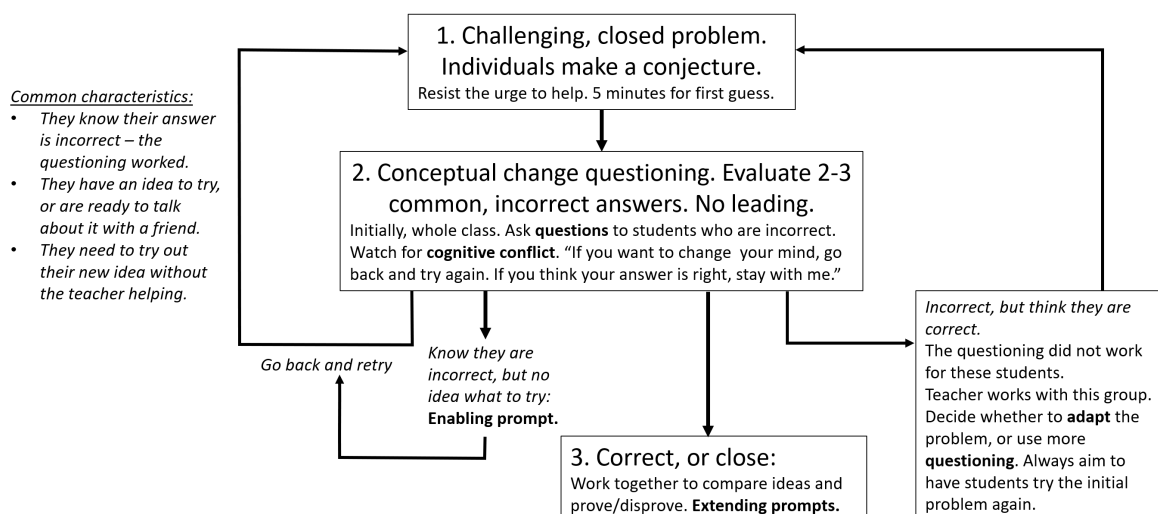 1. Challenging, closed problem.
Individuals make a conjecture.
Resist the urge to help. 5 minutes for first guess.
Common characteristics:
• They know their answer
is incorrect – the
questioning worked.
• They have an idea to try,
or are ready to talk
about it with a friend.
• They need to try out
their new idea without
the teacher helping.
2. Conceptual change questioning. Evaluate 2-3
common, incorrect answers. No leading.
Initially, whole class. Ask questions to students who are incorrect.
Watch for cognitive conflict. “If you want to change your mind, go
back and try again. If you think your answer is right, stay with me.”
Go back and retry
Know they are
incorrect, but no
idea what to try:
Enabling prompt.
3. Correct, or close:
Work together to compare ideas and
prove/disprove. Extending prompts.
Incorrect, but think they are
correct.
The questioning did not work
for these students.
Teacher works with this group.
Decide whether to adapt the
problem, or use more
questioning. Always aim to
have students try the initial
problem again.